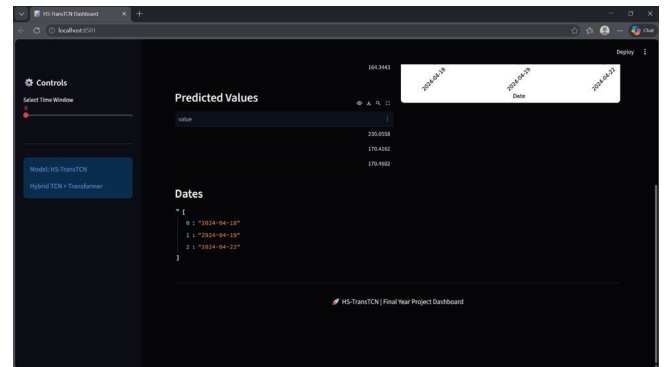 HS-TransTCN Dashboard
localhost:8501
Chat
Deploy
Controls
Select Time Window
0
Model: HS-TransTCN
Hybrid TCN + Transformer
164.3443
2024-04-18
2024-04-19
2024-04-22
Date
Predicted Values
value
230.0558
170.4162
170.4602
Dates
[
0 : "2024-04-18"
1 : "2024-04-19"
2 : "2024-04-22"
]
🚀 HS-TransTCN | Final Year Project Dashboard